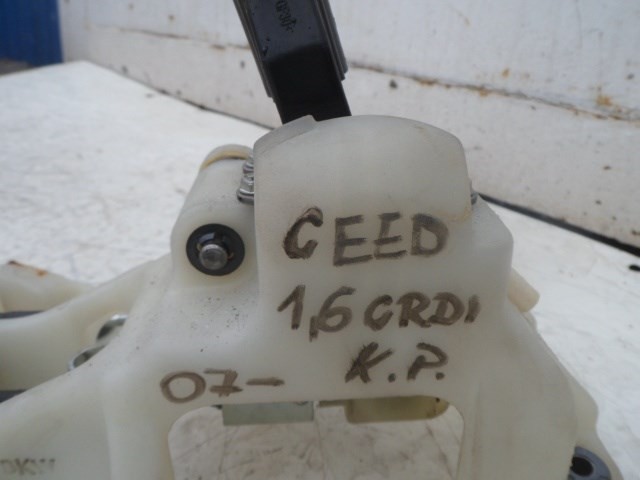 CEED
1,6 CRDI
07- K.P.